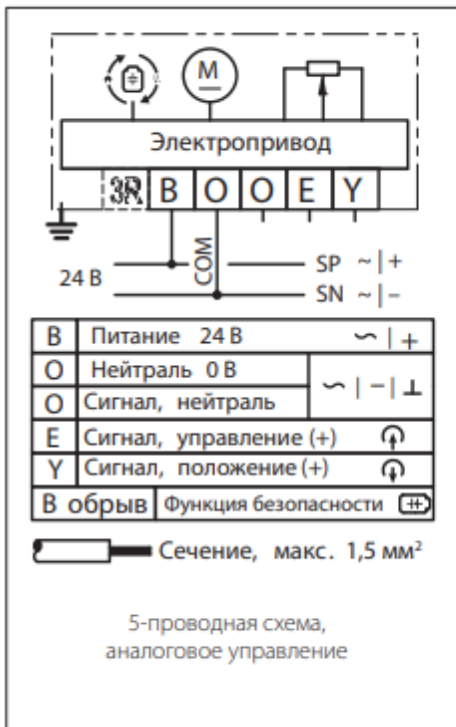 M
Электропривод
3R B O O E Y
COM
24 В
SP ~ | +
SN ~ | −
B Питание 24 В ∽ | +
O Нейтраль 0 В
∽ | − | ⊥
O Сигнал, нейтраль
E Сигнал, управление (+)
Y Сигнал, положение (+)
В обрыв Функция безопасности
Сечение, макс. 1,5 мм²
5-проводная схема,
аналоговое управление